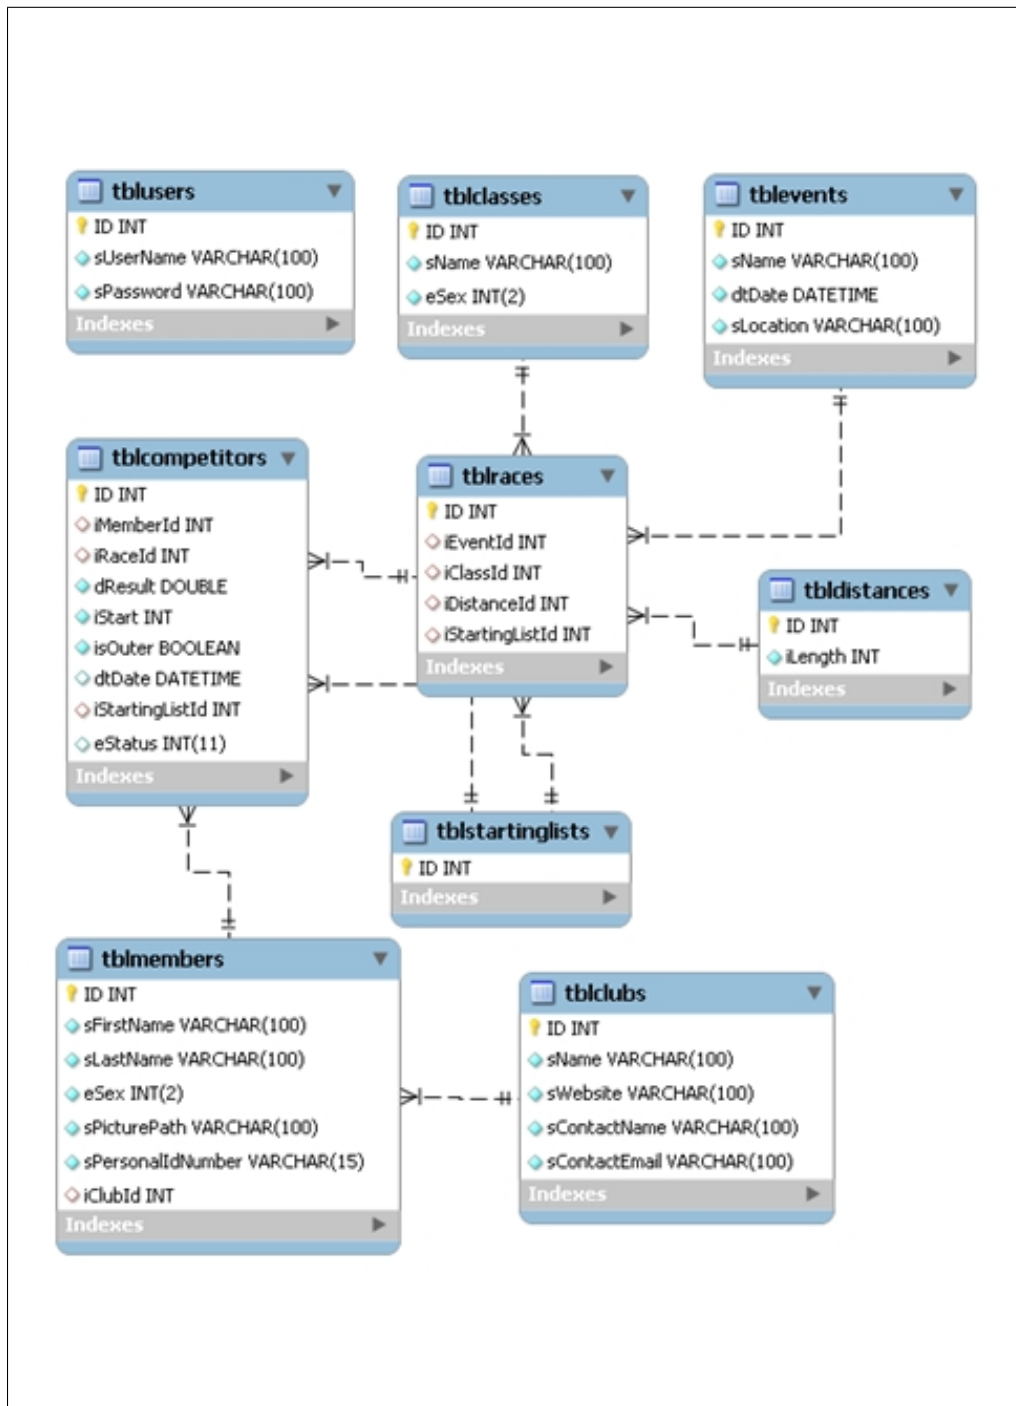 tblusers
ID INT
sUserName VARCHAR(100)
sPassword VARCHAR(100)
Indexes
tblclasses
ID INT
sName VARCHAR(100)
eSex INT(2)
Indexes
tblevents
ID INT
sName VARCHAR(100)
dtDate DATETIME
sLocation VARCHAR(100)
Indexes
tblcompetitors
ID INT
iMemberId INT
iRaceId INT
dResult DOUBLE
iStart INT
isOuter BOOLEAN
dtDate DATETIME
iStartingListId INT
eStatus INT(11)
Indexes
tblraces
ID INT
iEventId INT
iClassId INT
iDistanceId INT
iStartingListId INT
Indexes
tbldistances
ID INT
iLength INT
Indexes
tblstartinglists
ID INT
Indexes
tblmembers
ID INT
sFirstName VARCHAR(100)
sLastName VARCHAR(100)
eSex INT(2)
sPicturePath VARCHAR(100)
sPersonalIdNumber VARCHAR(15)
iClubId INT
Indexes
tblclubs
ID INT
sName VARCHAR(100)
sWebsite VARCHAR(100)
sContactName VARCHAR(100)
sContactEmail VARCHAR(100)
Indexes